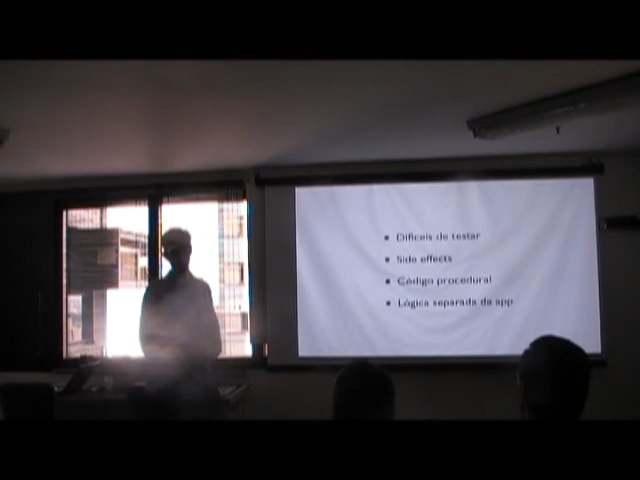 Difíceis de testar
Side effects
Código procedural
Lógica separada da app